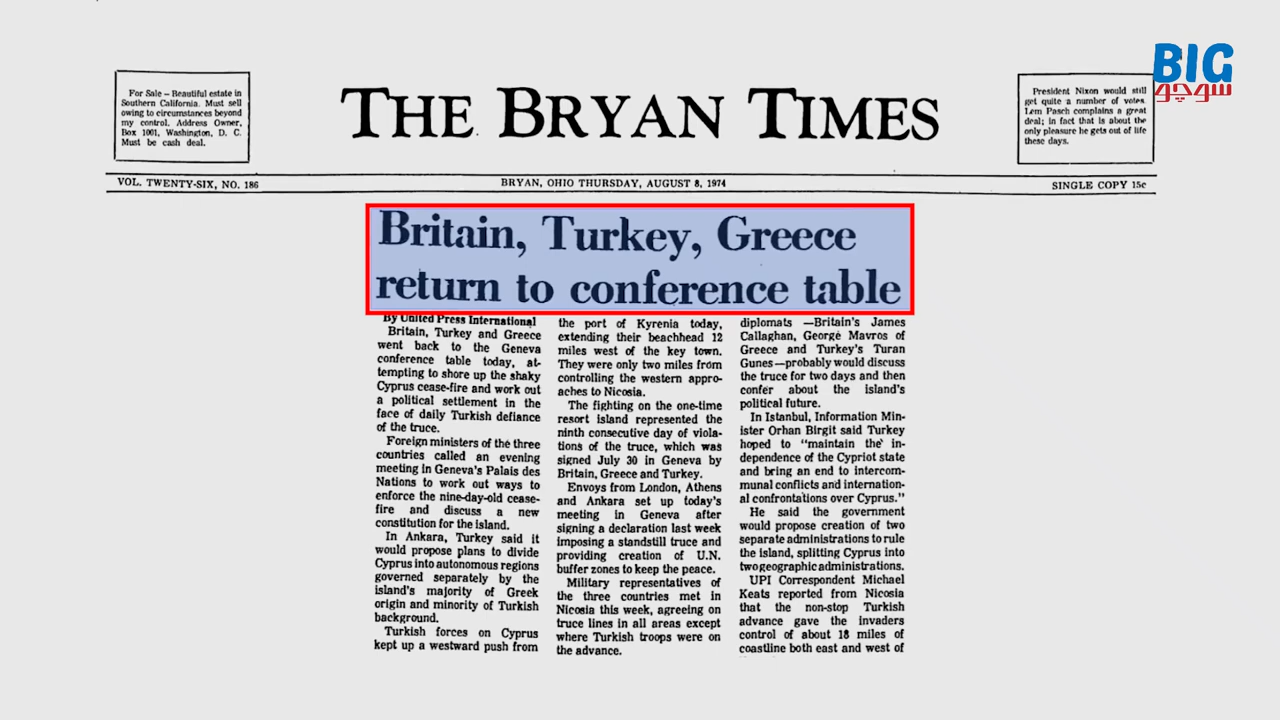 For Sale — Beautiful estate in
Southern California. Must sell
owing to circumstances beyond
my control. Address Owner,
Box 1001, Washington, D. C.
Must be cash deal.
THE BRYAN TIMES
President Nixon would still
get quite a number of votes.
Lem Pasch complains a great
deal; in fact that is about the
only pleasure he gets out of life
these days.
BIG
سوچو
VOL. TWENTY-SIX, NO. 186
BRYAN, OHIO THURSDAY, AUGUST 8, 1974
SINGLE COPY 15c
Britain, Turkey, Greece
return to conference table
By United Press International
Britain, Turkey and Greece
went back to the Geneva
conference table today, at-
tempting to shore up the shaky
Cyprus cease-fire and work out
a political settlement in the
face of daily Turkish defiance
of the truce.
Foreign ministers of the three
countries called an evening
meeting in Geneva's Palais des
Nations to work out ways to
enforce the nine-day-old cease-
fire and discuss a new
constitution for the island.
In Ankara, Turkey said it
would propose plans to divide
Cyprus into autonomous regions
governed separately by the
island's majority of Greek
origin and minority of Turkish
background.
Turkish forces on Cyprus
kept up a westward push from
the port of Kyrenia today,
extending their beachhead 12
miles west of the key town.
They were only two miles from
controlling the western appro-
aches to Nicosia.
The fighting on the one-time
resort island represented the
ninth consecutive day of viola-
tions of the truce, which was
signed July 30 in Geneva by
Britain, Greece and Turkey.
Envoys from London, Athens
and Ankara set up today's
meeting in Geneva after
signing a declaration last week
imposing a standstill truce and
providing creation of U.N.
buffer zones to keep the peace.
Military representatives of
the three countries met in
Nicosia this week, agreeing on
truce lines in all areas except
where Turkish troops were on
the advance.
diplomats —Britain's James
Callaghan, George Mavros of
Greece and Turkey's Turan
Gunes—probably would discuss
the truce for two days and then
confer about the island's
political future.
In Istanbul, Information Min-
ister Orhan Birgit said Turkey
hoped to "maintain the in-
dependence of the Cypriot state
and bring an end to intercom-
munal conflicts and internation-
al confrontations over Cyprus."
He said the government
would propose creation of two
separate administrations to rule
the island, splitting Cyprus into
two geographic administrations.
UPI Correspondent Michael
Keats reported from Nicosia
that the non-stop Turkish
advance gave the invaders
control of about 18 miles of
coastline both east and west of